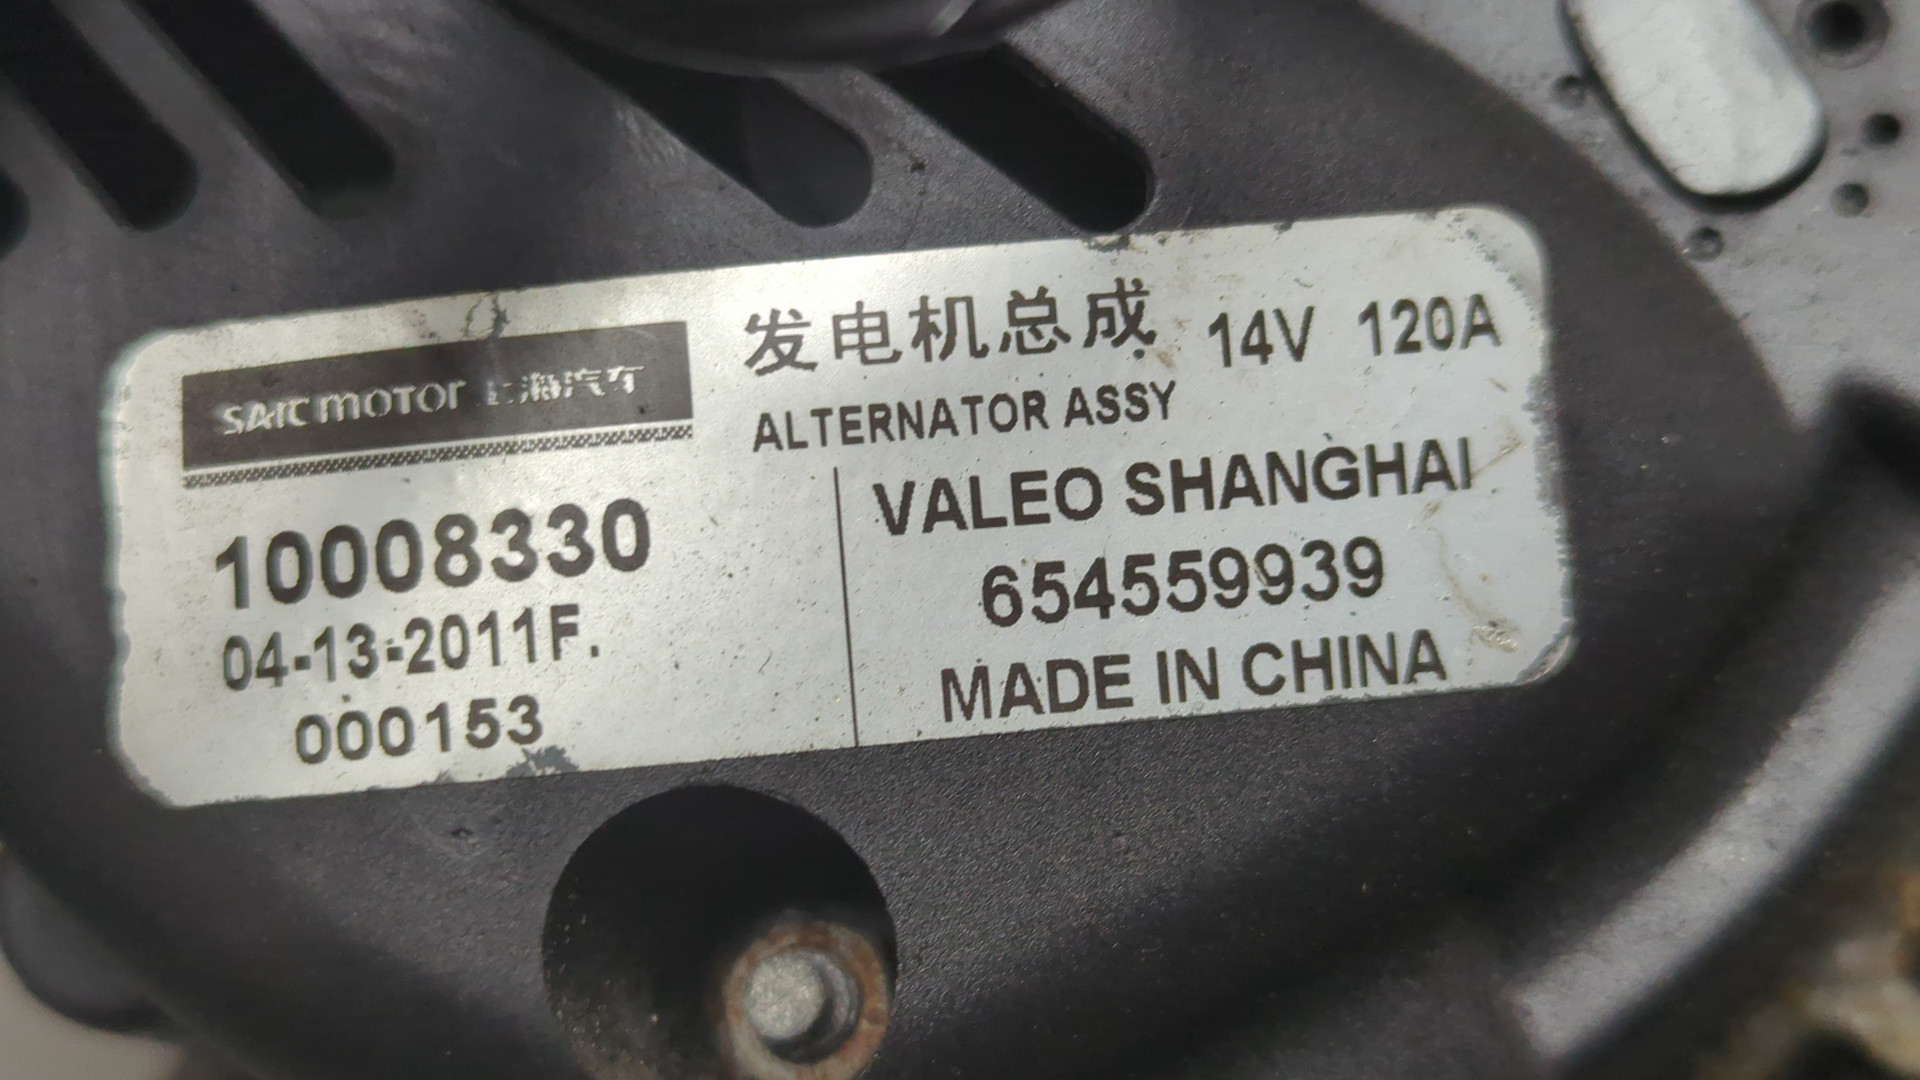 SAIC MOTOR 上海汽车
发电机总成 14V 120A
ALTERNATOR ASSY
10008330
04-13-2011F.
000153
VALEO SHANGHAI
654559939
MADE IN CHINA